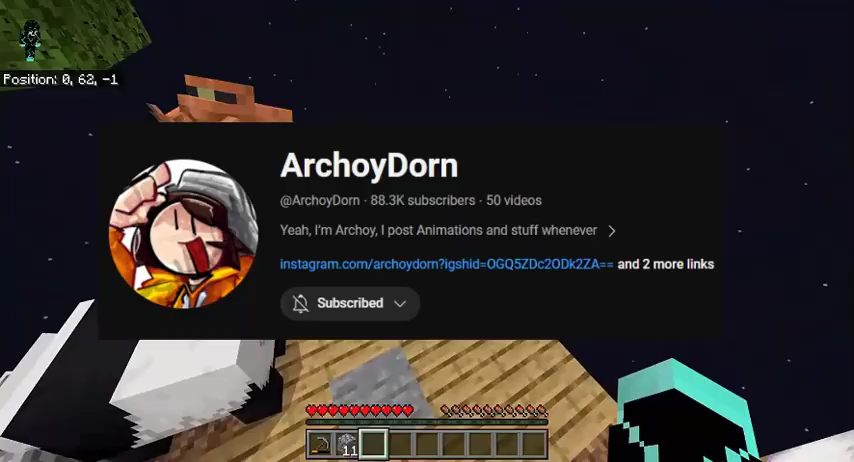 Position: 0, 62, -1
ArchoyDorn
@ArchoyDorn · 88.3K subscribers · 50 videos
Yeah, I'm Archoy, I post Animations and stuff whenever
instagram.com/archoydorn?igshid=OGQ5ZDc2ODk2ZA== and 2 more links
Subscribed
11